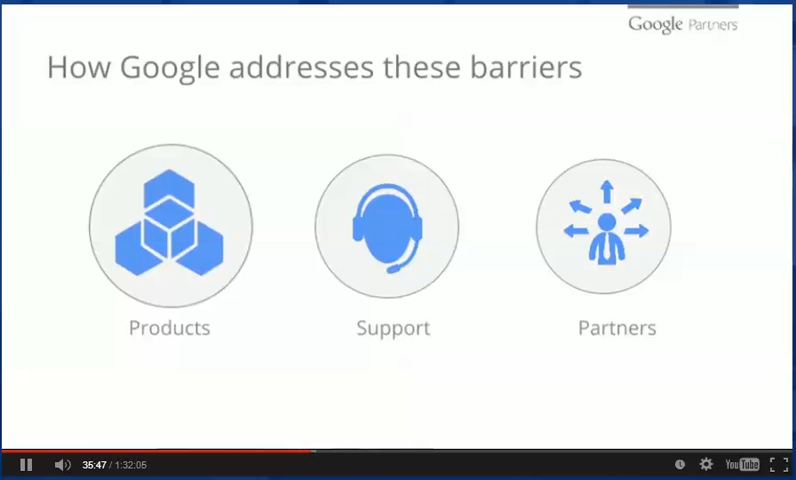 Google Partners
How Google addresses these barriers
Products
Support
Partners
35:47 / 1:32:05
YouTube